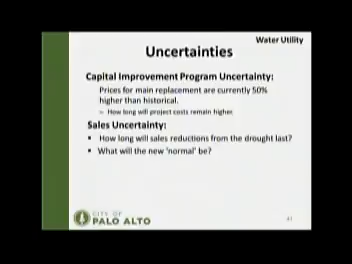 Water Utility
Uncertainties
Capital Improvement Program Uncertainty:
Prices for main replacement are currently 50%
higher than historical.
– How long will project costs remain higher.
Sales Uncertainty:
• How long will sales reductions from the drought last?
• What will the new 'normal' be?
CITY OF
PALO ALTO